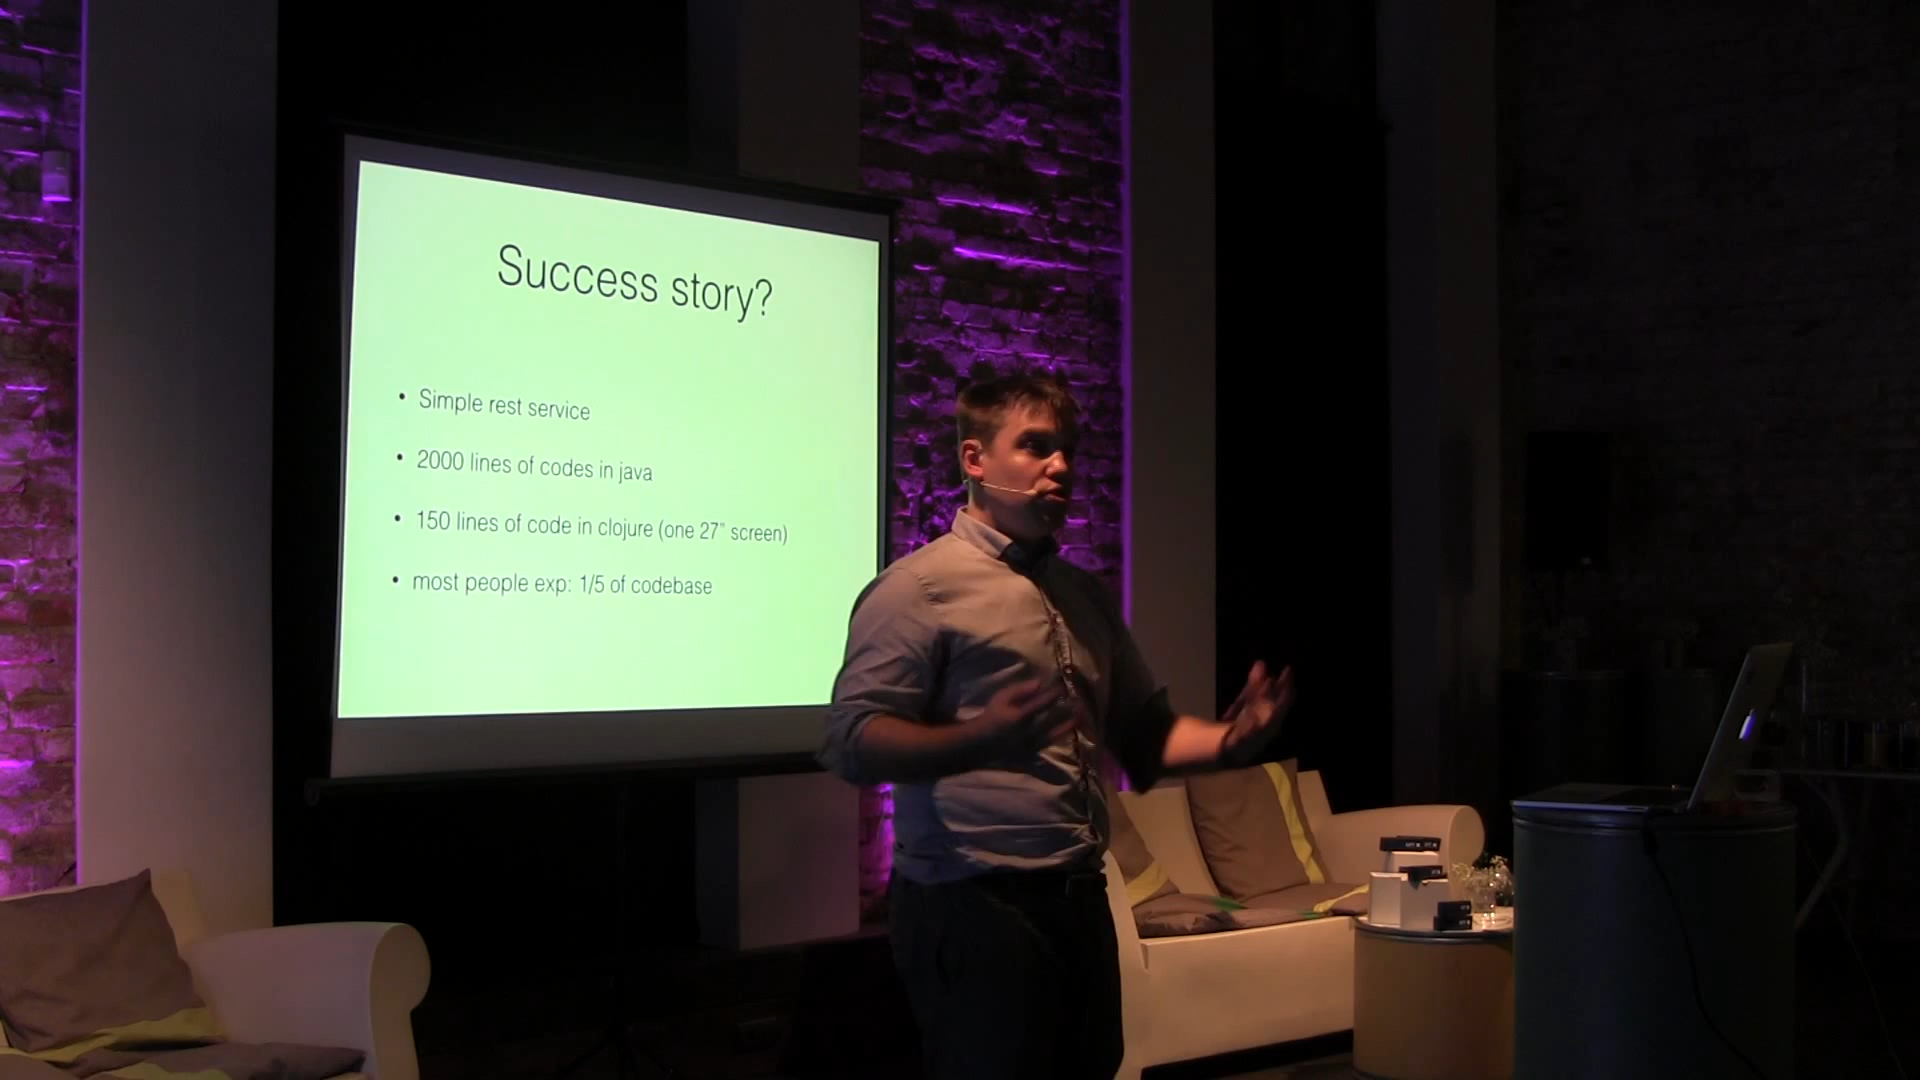 Success story?
• Simple rest service
• 2000 lines of codes in java
• 150 lines of code in clojure (one 27" screen)
• most people exp: 1/5 of codebase